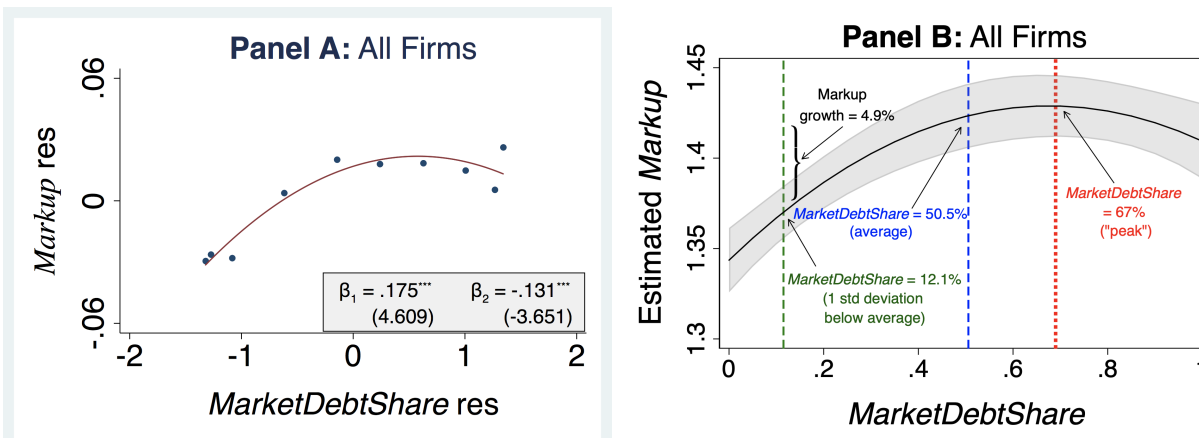 Panel A: All Firms
.06
0
-.06
Markup res
β1 = .175*** β2 = -.131***
(4.609) (-3.651)
-2 -1 0 1 2
MarketDebtShare res
Panel B: All Firms
1.45
1.4
1.35
1.3
Estimated Markup
Markup
growth = 4.9%
MarketDebtShare = 50.5%
(average)
MarketDebtShare
= 67%
("peak")
MarketDebtShare = 12.1%
(1 std deviation
below average)
0 .2 .4 .6 .8
MarketDebtShare